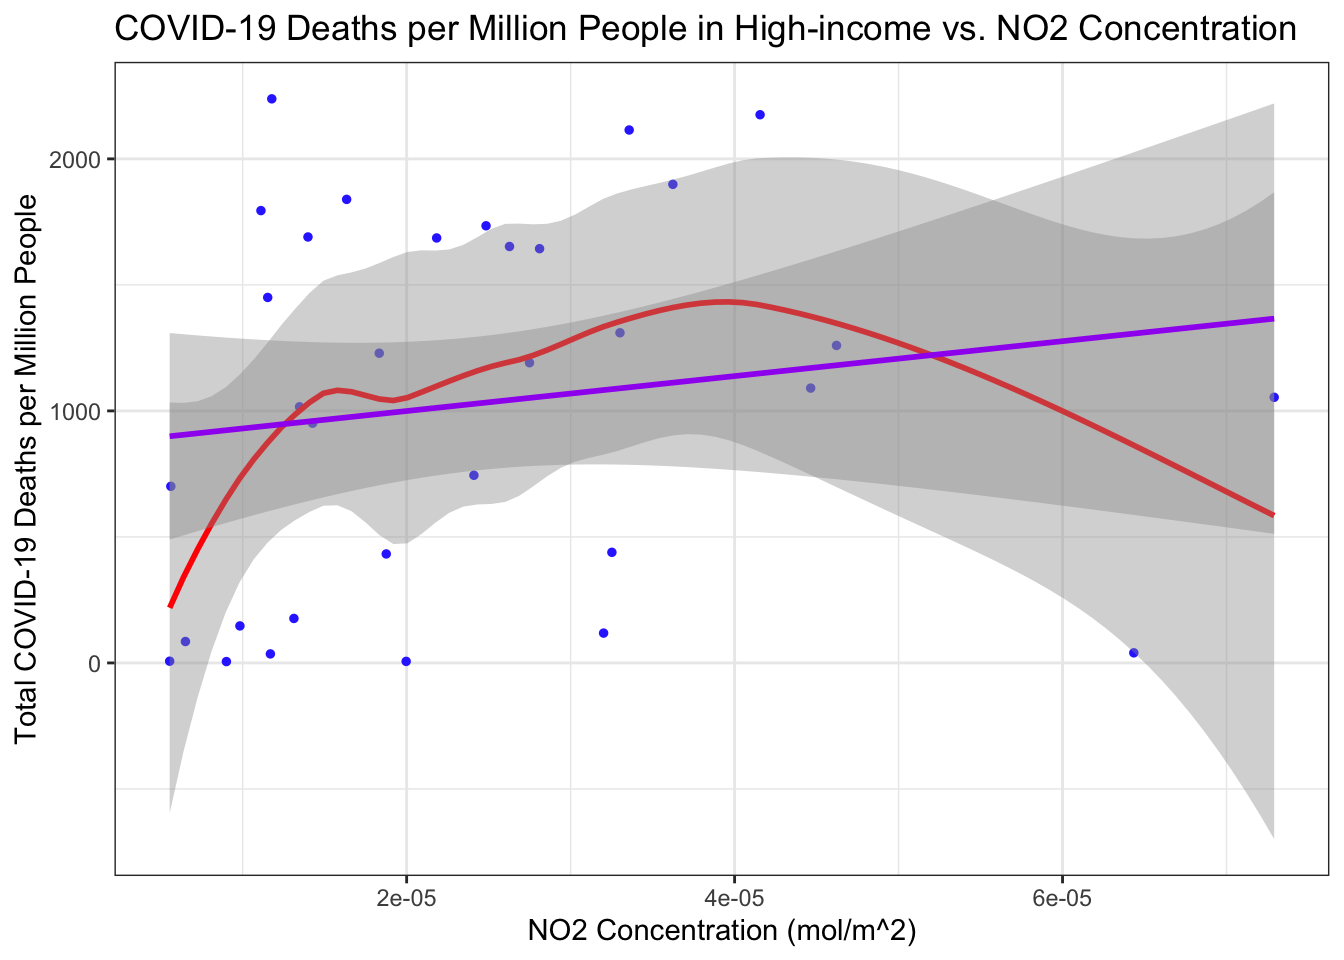 COVID-19 Deaths per Million People in High-income vs. NO2 Concentration
Total COVID-19 Deaths per Million People
2000
1000
0
2e-05
4e-05
6e-05
NO2 Concentration (mol/m^2)